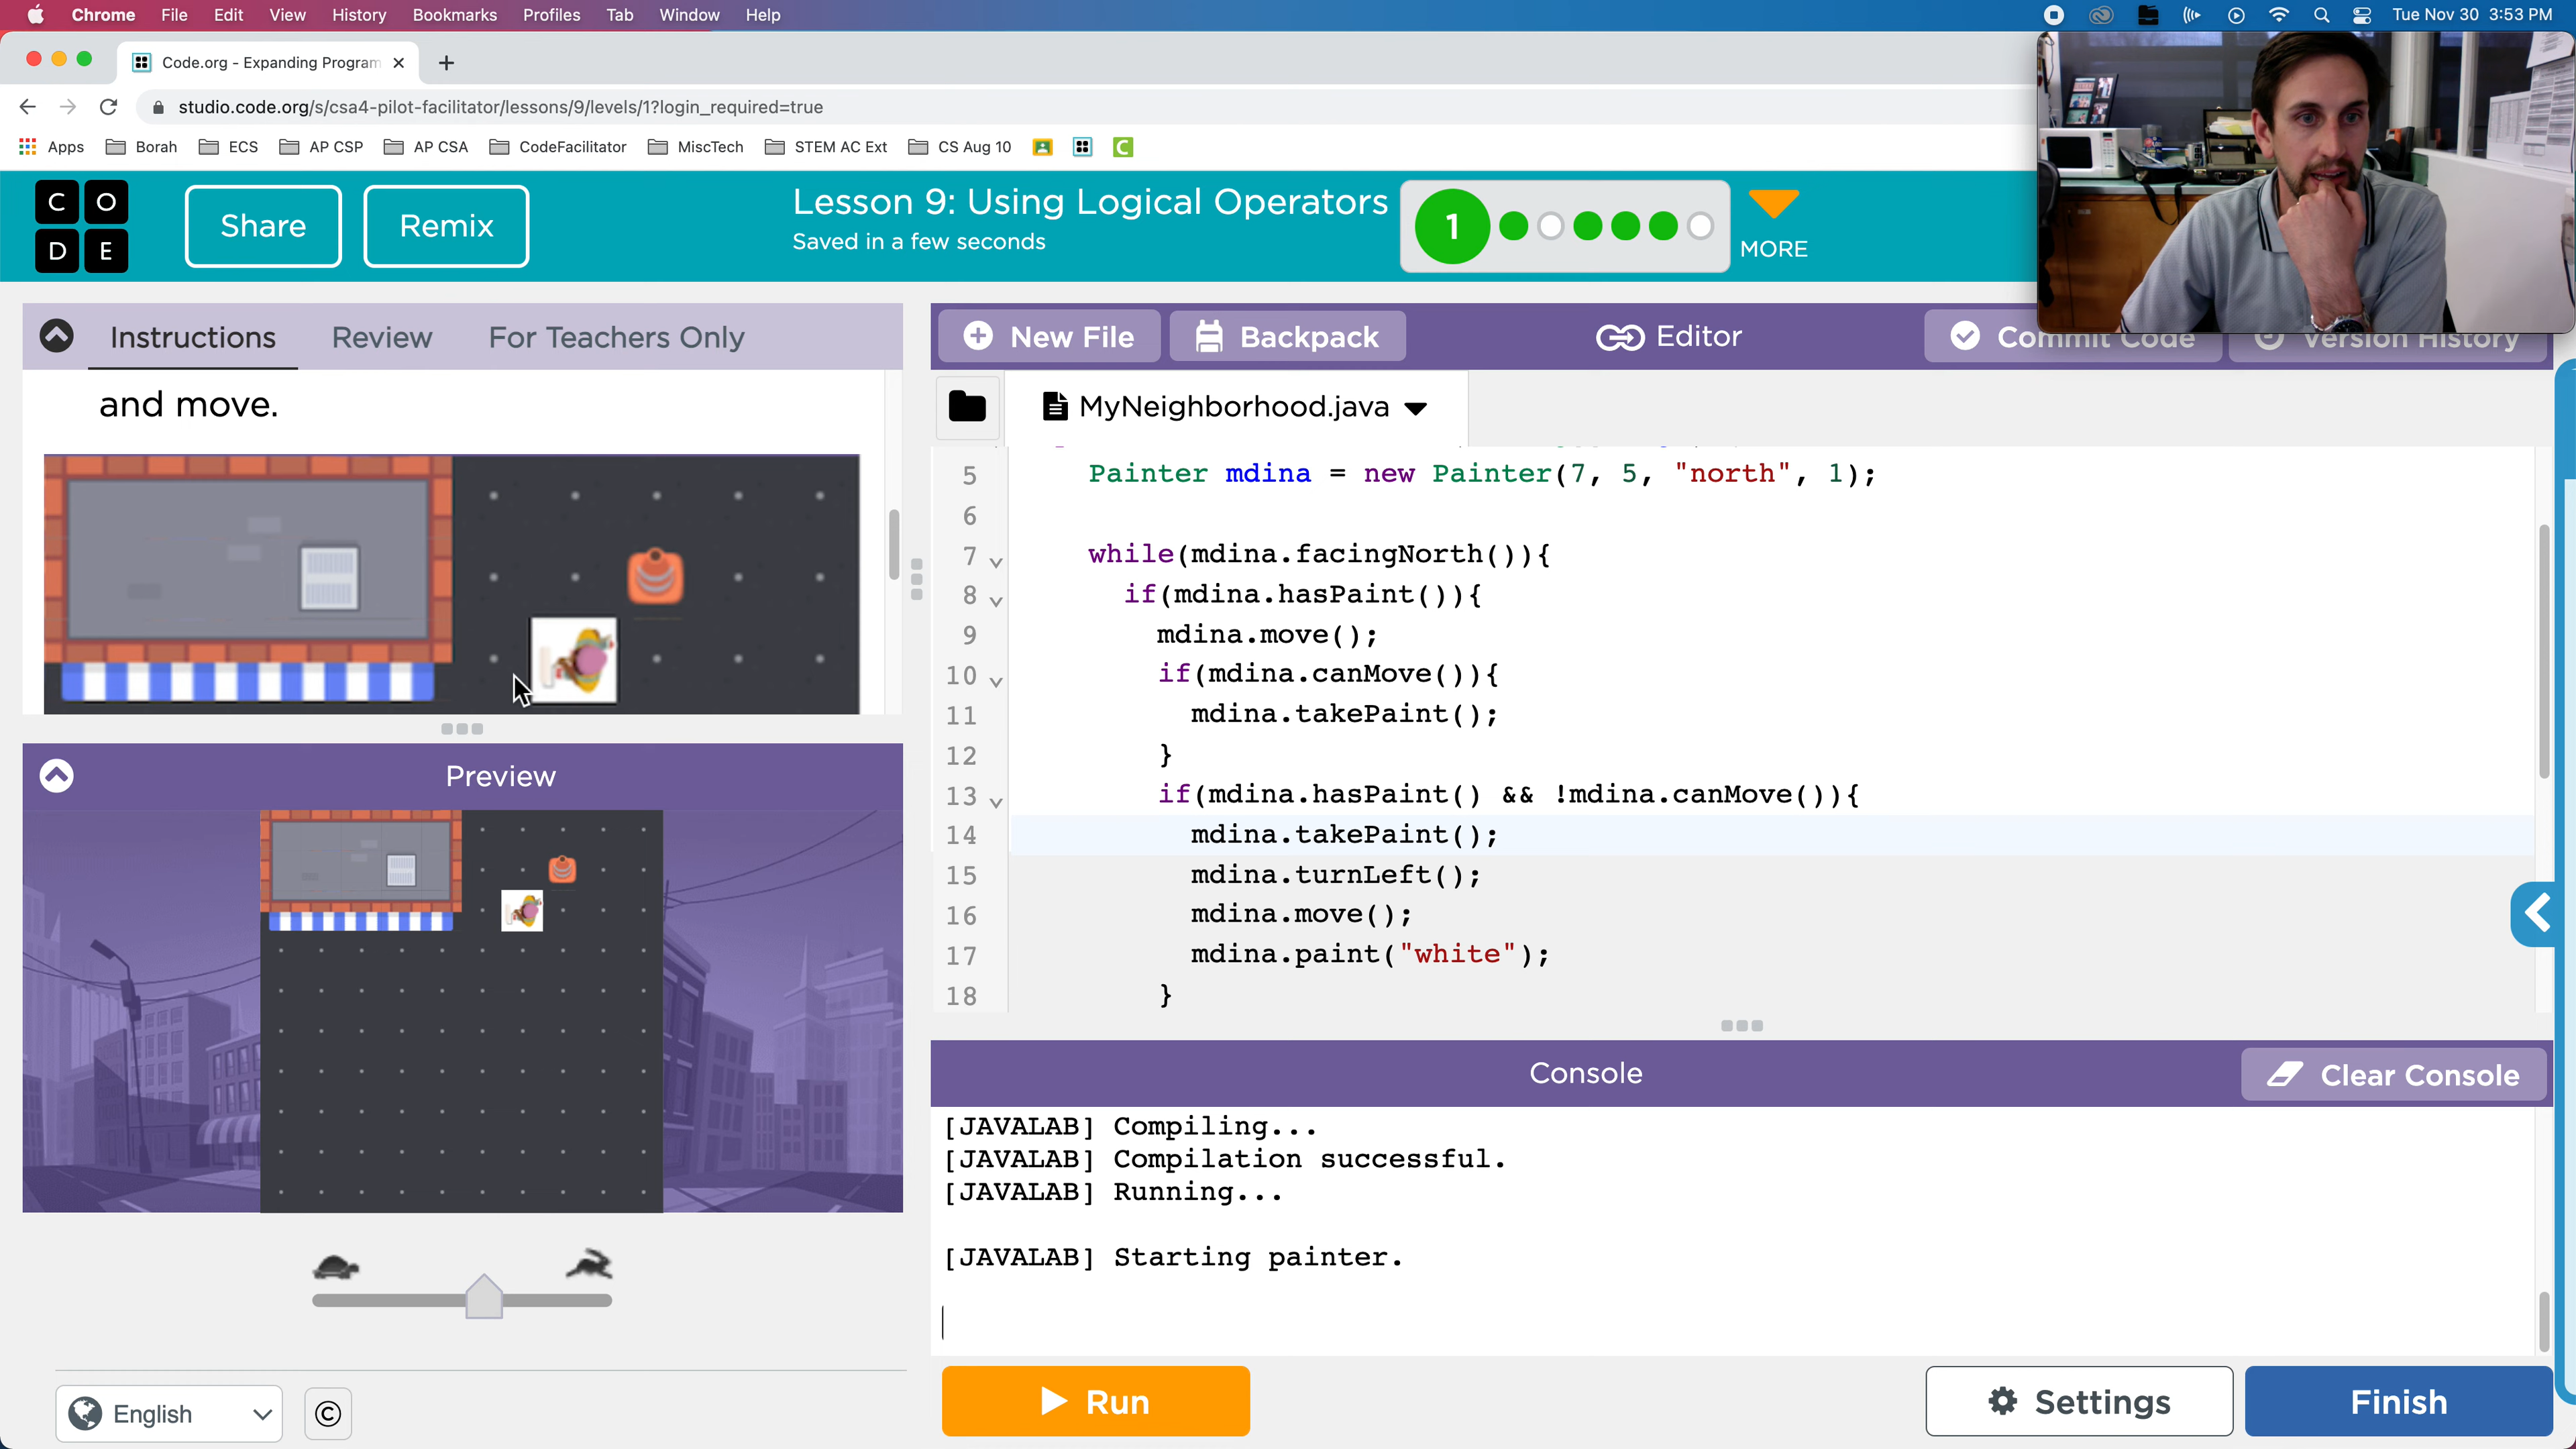 Chrome File Edit View History Bookmarks Profiles Tab Window Help Tue Nov 30 3:53 PM
Code.org - Expanding Program
studio.code.org/s/csa4-pilot-facilitator/lessons/9/levels/1?login_required=true
Apps Borah ECS AP CSP AP CSA CodeFacilitator MiscTech STEM AC Ext CS Aug 10
C O D E
Share Remix
Lesson 9: Using Logical Operators
Saved in a few seconds
1
MORE
Instructions Review For Teachers Only
New File Backpack Editor Commit Code Version History
and move.
MyNeighborhood.java
5 Painter mdina = new Painter(7, 5, "north", 1);
6
7 while(mdina.facingNorth()){
8 if(mdina.hasPaint()){
9 mdina.move();
10 if(mdina.canMove()){
11 mdina.takePaint();
12 }
13 if(mdina.hasPaint() && !mdina.canMove()){
14 mdina.takePaint();
15 mdina.turnLeft();
16 mdina.move();
17 mdina.paint("white");
18 }
Preview
Console
Clear Console
[JAVALAB] Compiling...
[JAVALAB] Compilation successful.
[JAVALAB] Running...
[JAVALAB] Starting painter.
English
©
Run
Settings
Finish